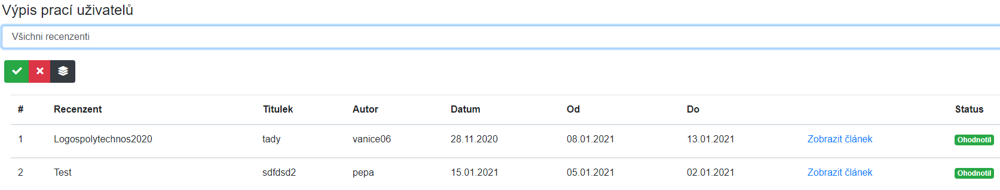 Výpis prací uživatelů
Všichni recenzenti
# Recenzent Titulek Autor Datum Od Do Status
1 Logospolytechnos2020 tady vanice06 28.11.2020 08.01.2021 13.01.2021 Zobrazit článek Ohodnotil
2 Test sdfdsd2 pepa 15.01.2021 05.01.2021 02.01.2021 Zobrazit článek Ohodnotil